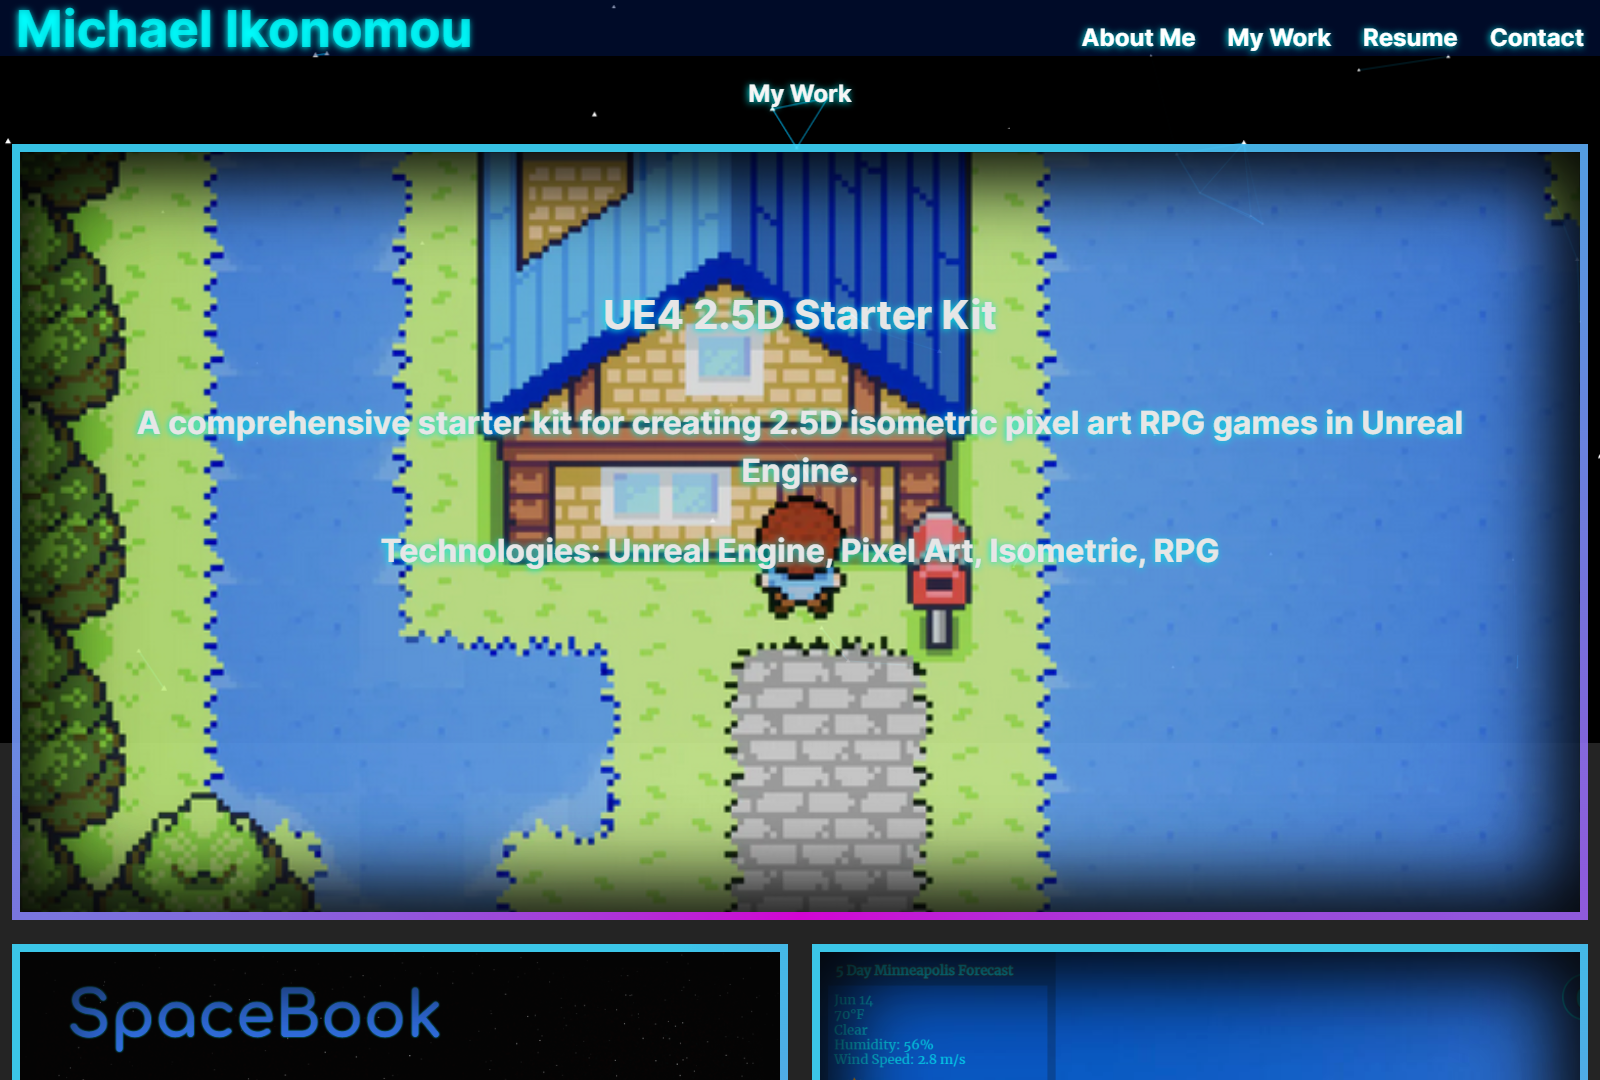 Michael Ikonomou
About Me My Work Resume Contact
My Work
UE4 2.5D Starter Kit
A comprehensive starter kit for creating 2.5D isometric pixel art RPG games in Unreal
Engine.
Technologies: Unreal Engine, Pixel Art, Isometric, RPG
SpaceBook
5 Day Minneapolis Forecast
Jun 14
70°F
Clear
Humidity: 56%
Wind Speed: 2.8 m/s